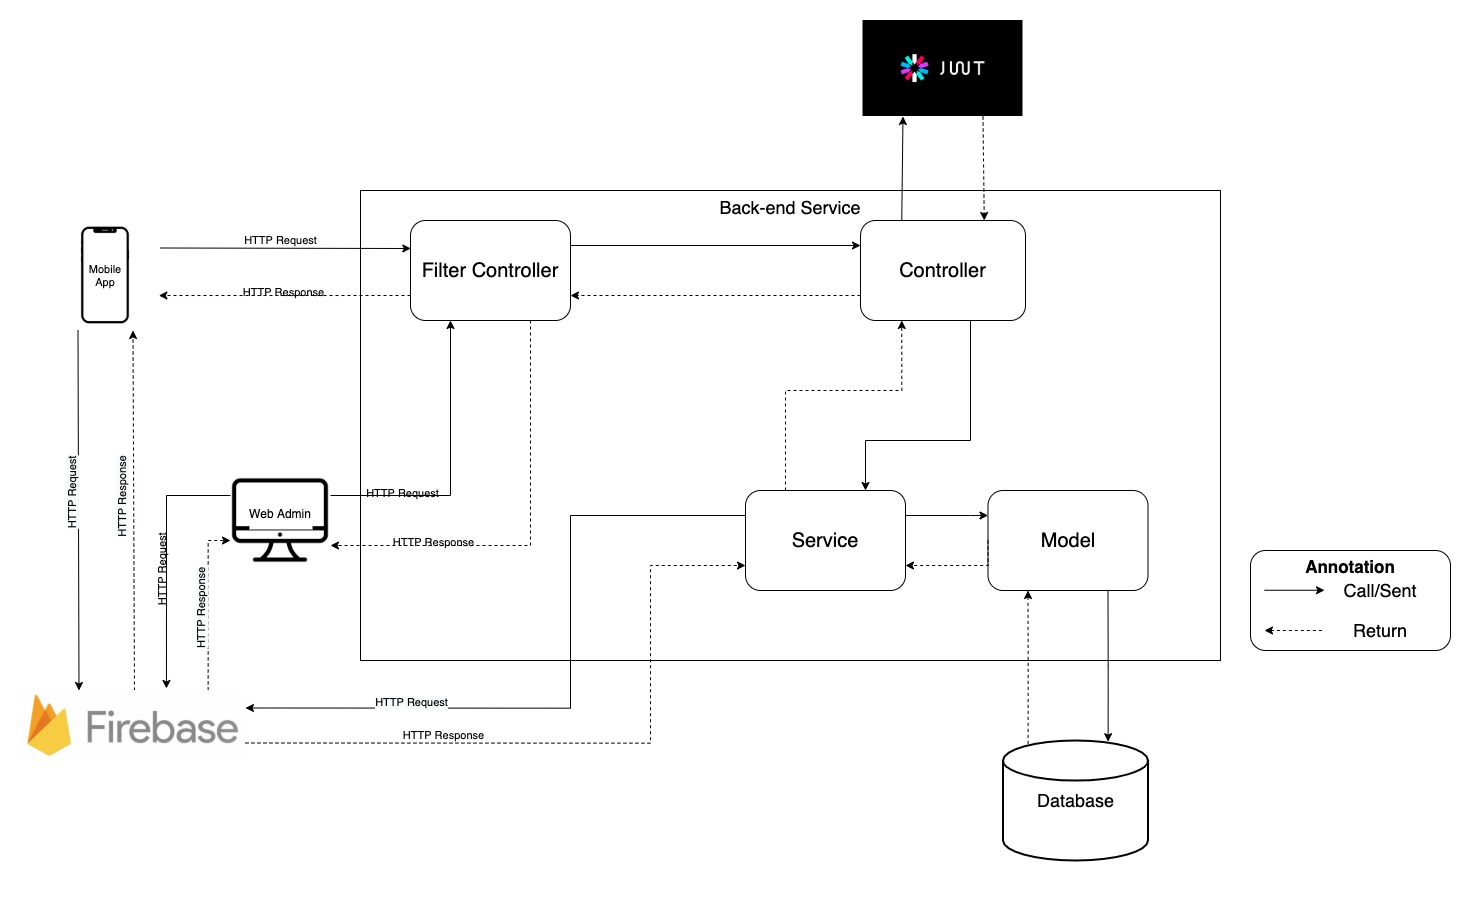 JWT
Back-end Service
Mobile
App
HTTP Request
HTTP Response
Filter Controller
Controller
HTTP Request
HTTP Response
Web Admin
HTTP Request
HTTP Response
HTTP Request
HTTP Response
Service
Model
Annotation
Call/Sent
Return
Firebase
HTTP Request
HTTP Response
Database